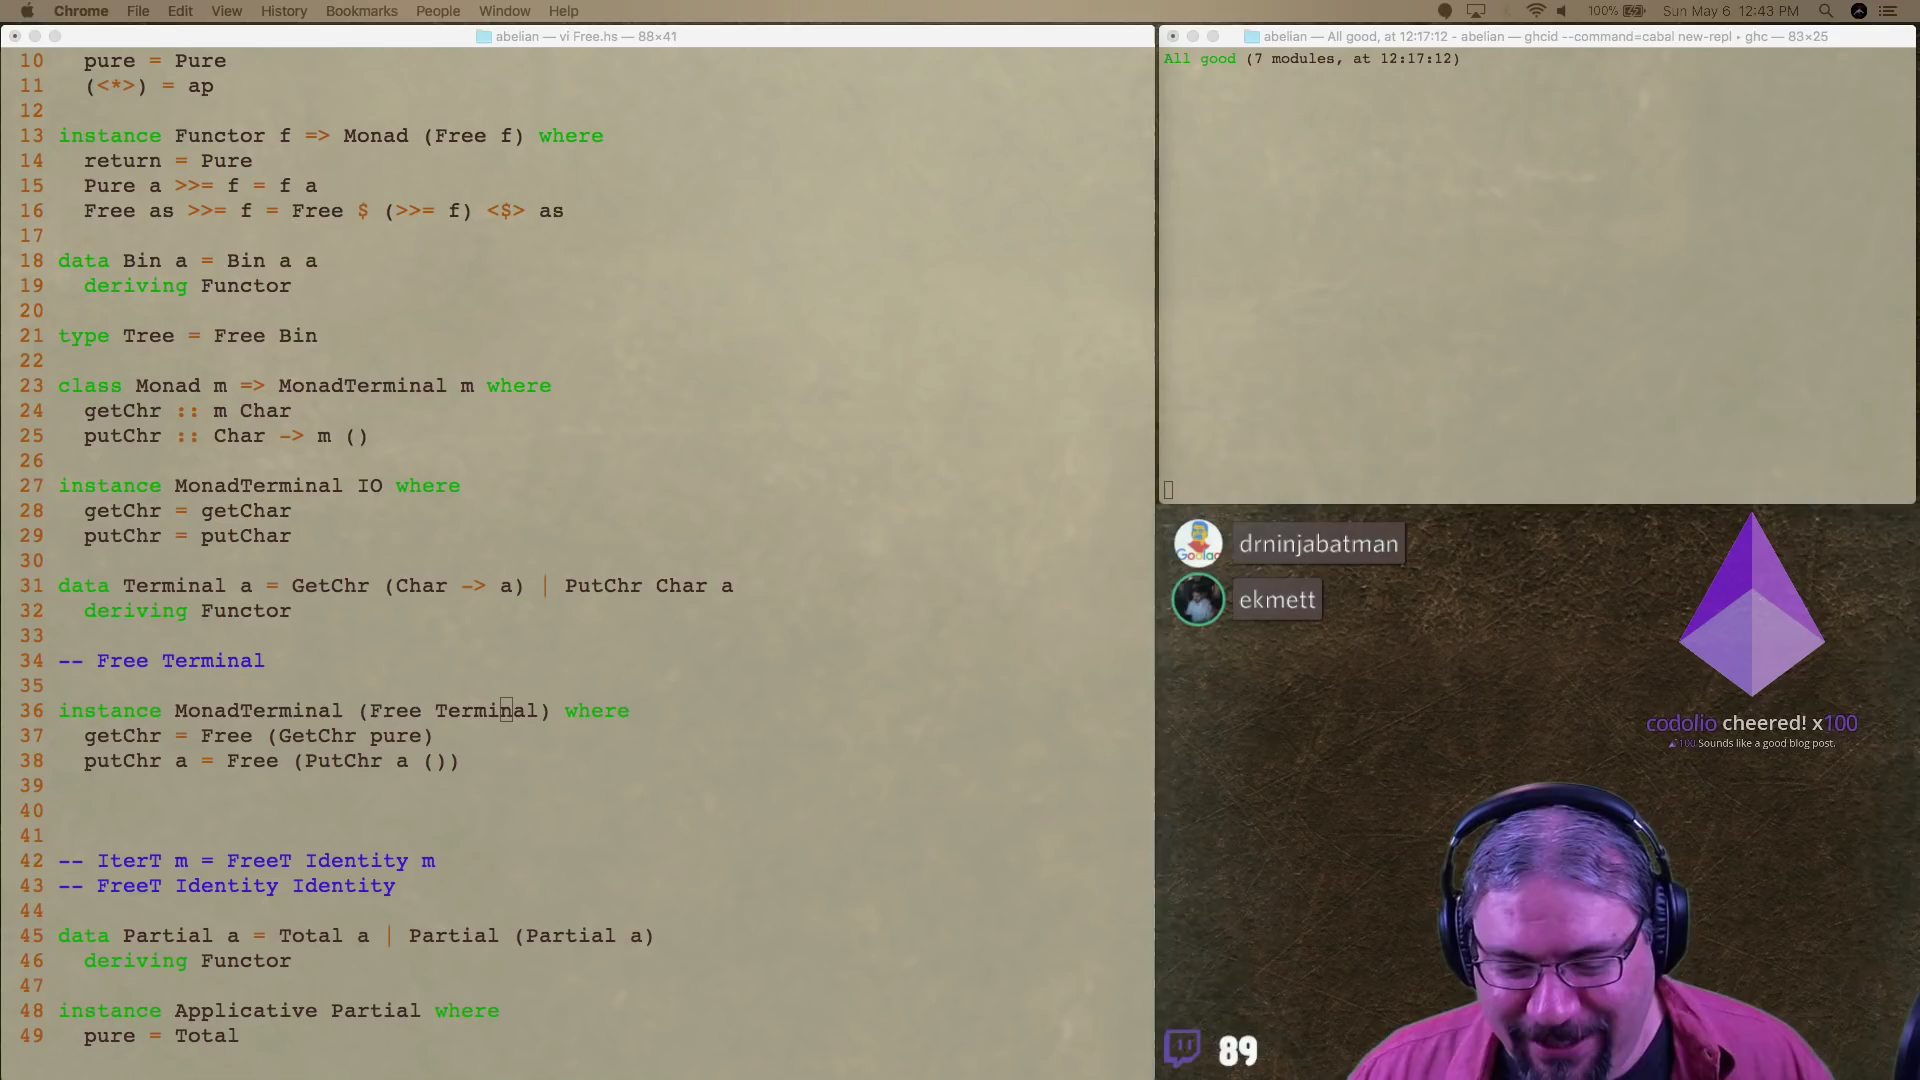 Chrome File Edit View History Bookmarks People Window Help
100% Sun May 6 12:43 PM
abelian — vi Free.hs — 88×41
10 pure = Pure
11 (<*>) = ap
12
13 instance Functor f => Monad (Free f) where
14 return = Pure
15 Pure a >>= f = f a
16 Free as >>= f = Free $ (>>= f) <$> as
17
18 data Bin a = Bin a a
19 deriving Functor
20
21 type Tree = Free Bin
22
23 class Monad m => MonadTerminal m where
24 getChr :: m Char
25 putChr :: Char -> m ()
26
27 instance MonadTerminal IO where
28 getChr = getChar
29 putChr = putChar
30
31 data Terminal a = GetChr (Char -> a) | PutChr Char a
32 deriving Functor
33
34 -- Free Terminal
35
36 instance MonadTerminal (Free Terminal) where
37 getChr = Free (GetChr pure)
38 putChr a = Free (PutChr a ())
39
40
41
42 -- IterT m = FreeT Identity m
43 -- FreeT Identity Identity
44
45 data Partial a = Total a | Partial (Partial a)
46 deriving Functor
47
48 instance Applicative Partial where
49 pure = Total
abelian — All good, at 12:17:12 - abelian — ghcid --command=cabal new-repl • ghc — 83×25
All good (7 modules, at 12:17:12)
drninjabatman
ekmett
codolio cheered! x100
100 Sounds like a good blog post.
89